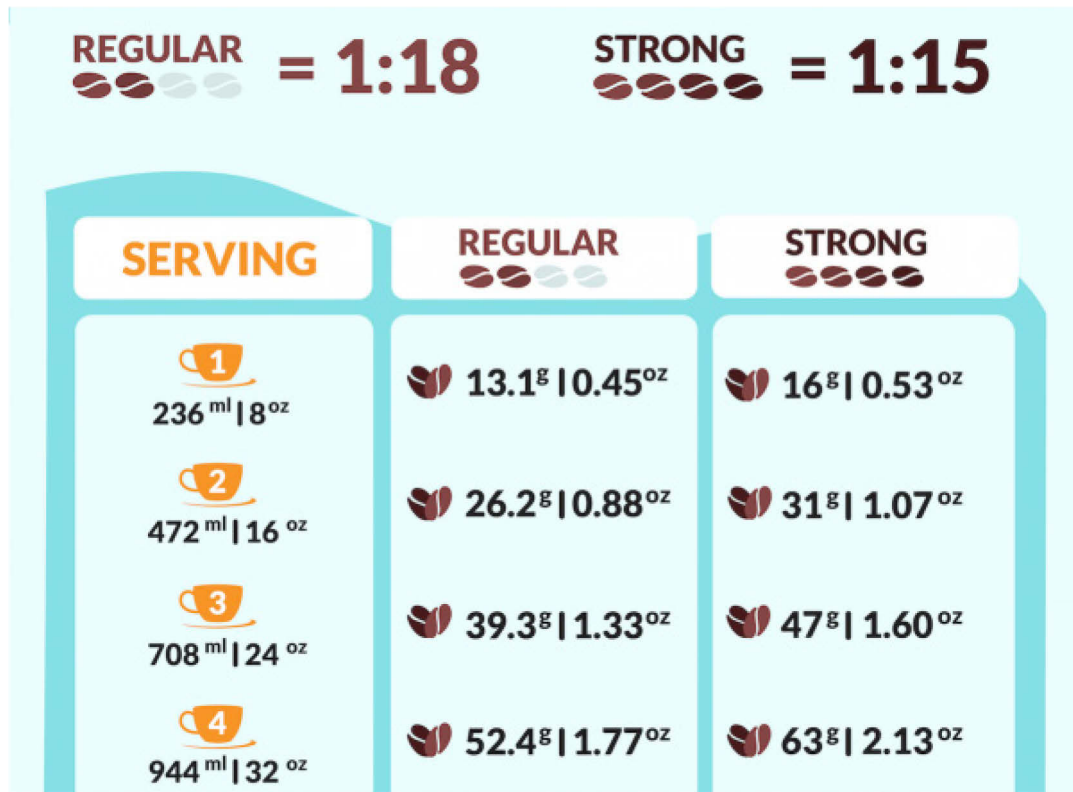 REGULAR = 1:18 STRONG = 1:15
SERVING REGULAR STRONG
1
236 ml | 8 oz 13.1g | 0.45oz 16g | 0.53oz
2
472 ml | 16 oz 26.2g | 0.88oz 31g | 1.07oz
3
708 ml | 24 oz 39.3g | 1.33oz 47g | 1.60oz
4
944 ml | 32 oz 52.4g | 1.77oz 63g | 2.13oz